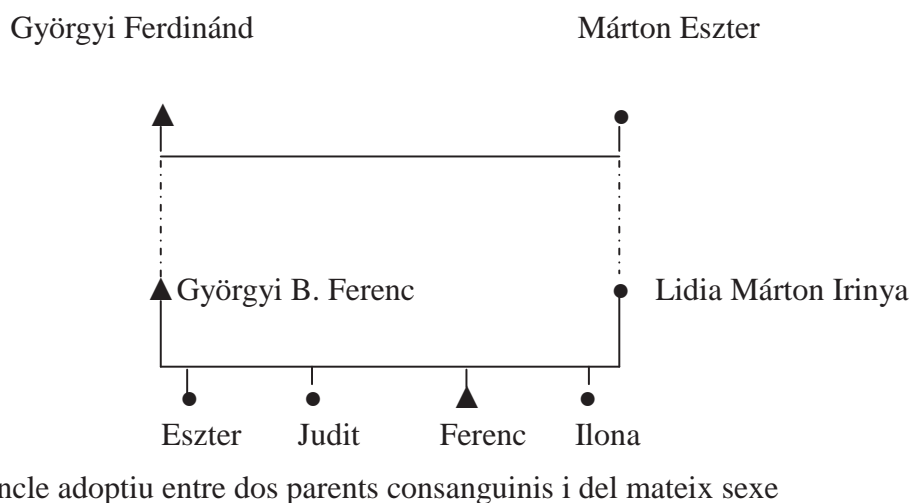 Györgyi Ferdinánd Márton Eszter
Györgyi B. Ferenc Lidia Márton Irinya
Eszter Judit Ferenc Ilona
adoptiu entre dos parents consanguinis i del mateix sexe